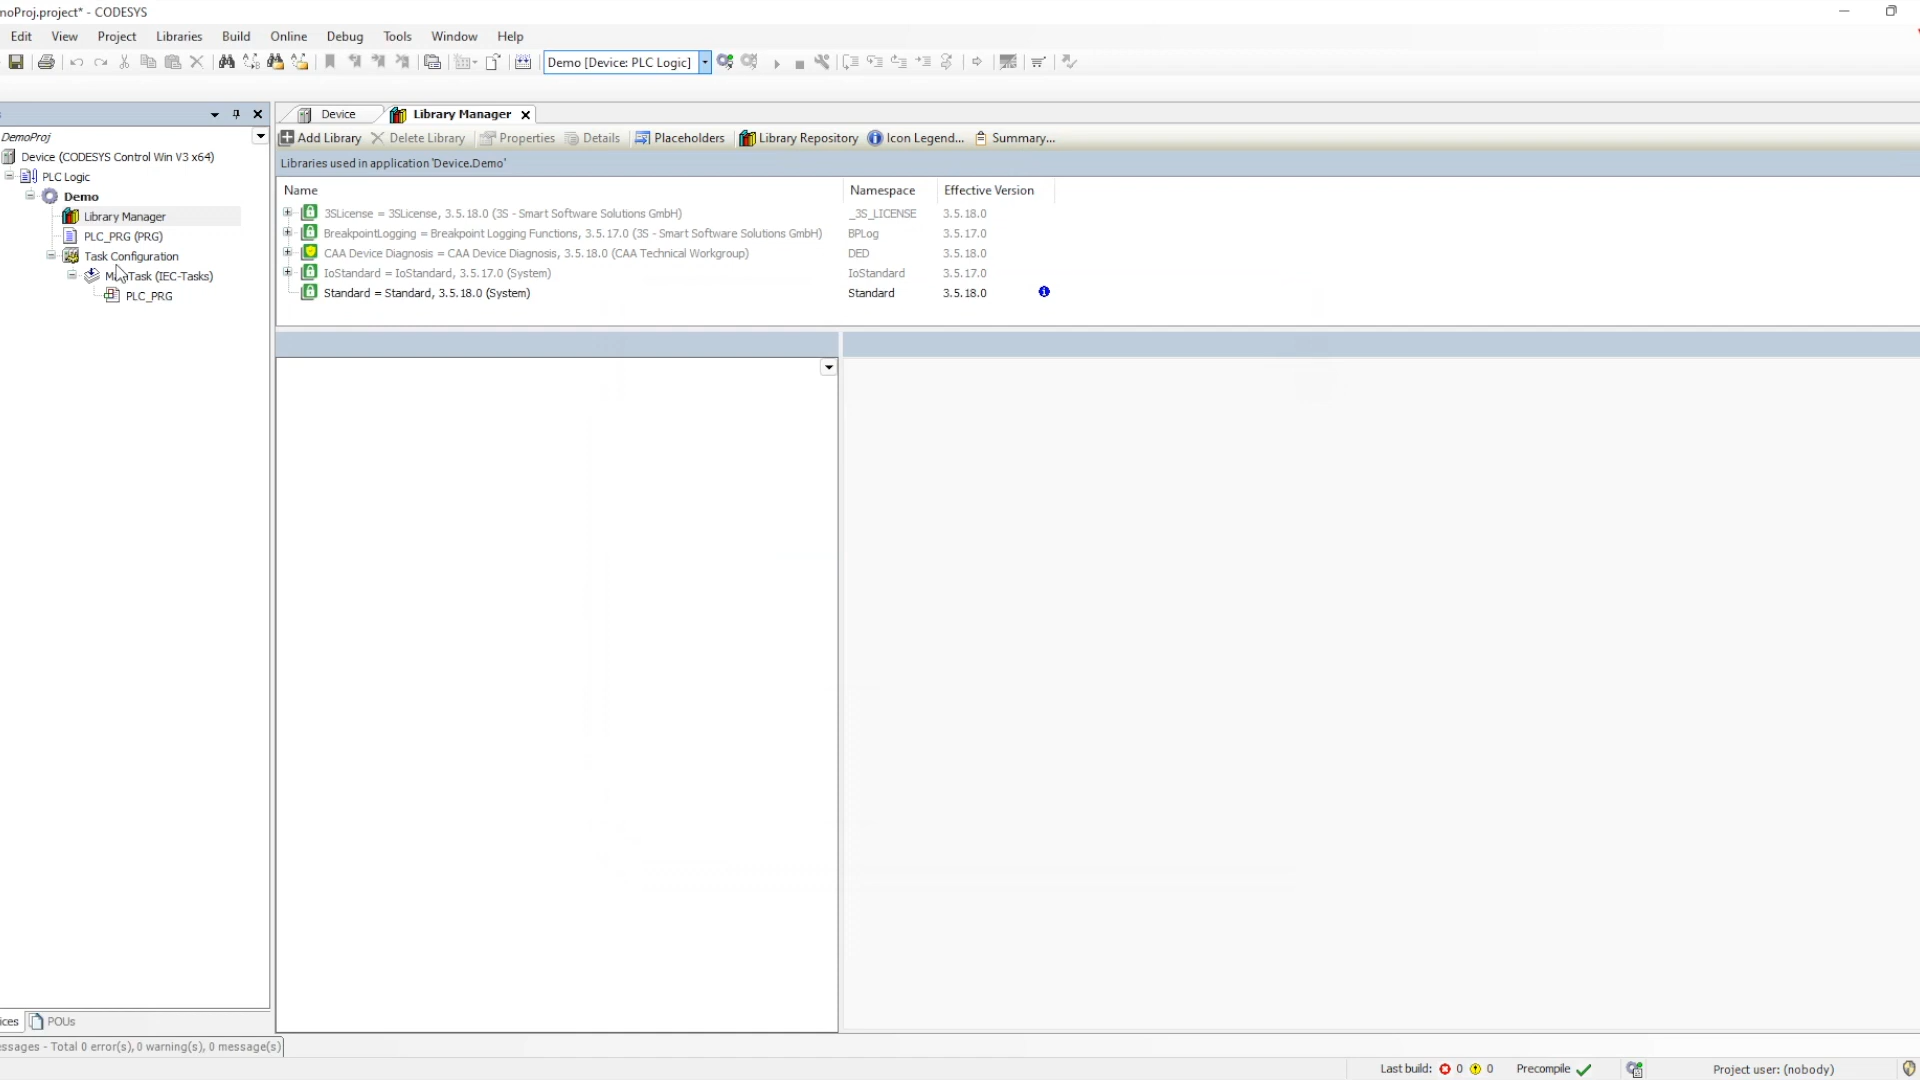 noProj.project* - CODESYS
Edit View Project Libraries Build Online Debug Tools Window Help
Demo [Device: PLC Logic]
Device Library Manager
DemoProj
Add Library Delete Library Properties Details Placeholders Library Repository Icon Legend... Summary...
Device (CODESYS Control Win V3 x64)
Libraries used in application 'Device.Demo'
PLC Logic
Name Namespace Effective Version
Demo
3SLicense = 3SLicense, 3.5.18.0 (3S - Smart Software Solutions GmbH) _3S_LICENSE 3.5.18.0
Library Manager
BreakpointLogging = Breakpoint Logging Functions, 3.5.17.0 (3S - Smart Software Solutions GmbH) BPLog 3.5.17.0
PLC_PRG (PRG)
CAA Device Diagnosis = CAA Device Diagnosis, 3.5.18.0 (CAA Technical Workgroup) DED 3.5.18.0
Task Configuration
IoStandard = IoStandard, 3.5.17.0 (System) IoStandard 3.5.17.0
Task (IEC-Tasks)
Standard = Standard, 3.5.18.0 (System) Standard 3.5.18.0
PLC_PRG
ices POUs
essages - Total 0 error(s), 0 warning(s), 0 message(s)
Last build: 0 0 Precompile Project user: (nobody)